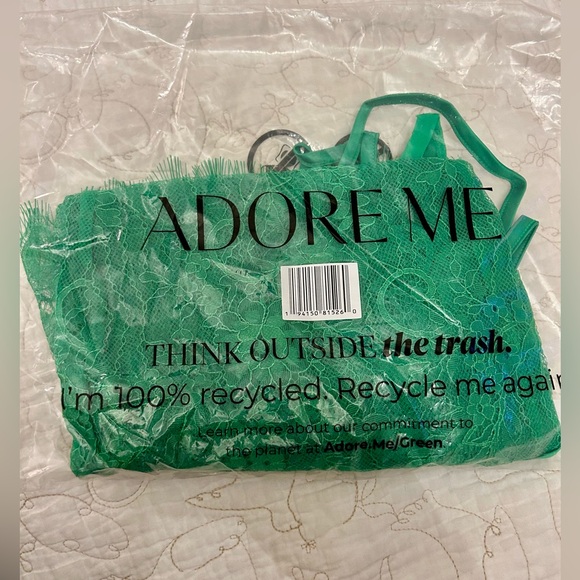 ADORE ME
1 94150 81526 0
THINK OUTSIDE the trash.
I'm 100% recycled. Recycle me again
Learn more about our commitment to
the planet at Adore.Me/Green